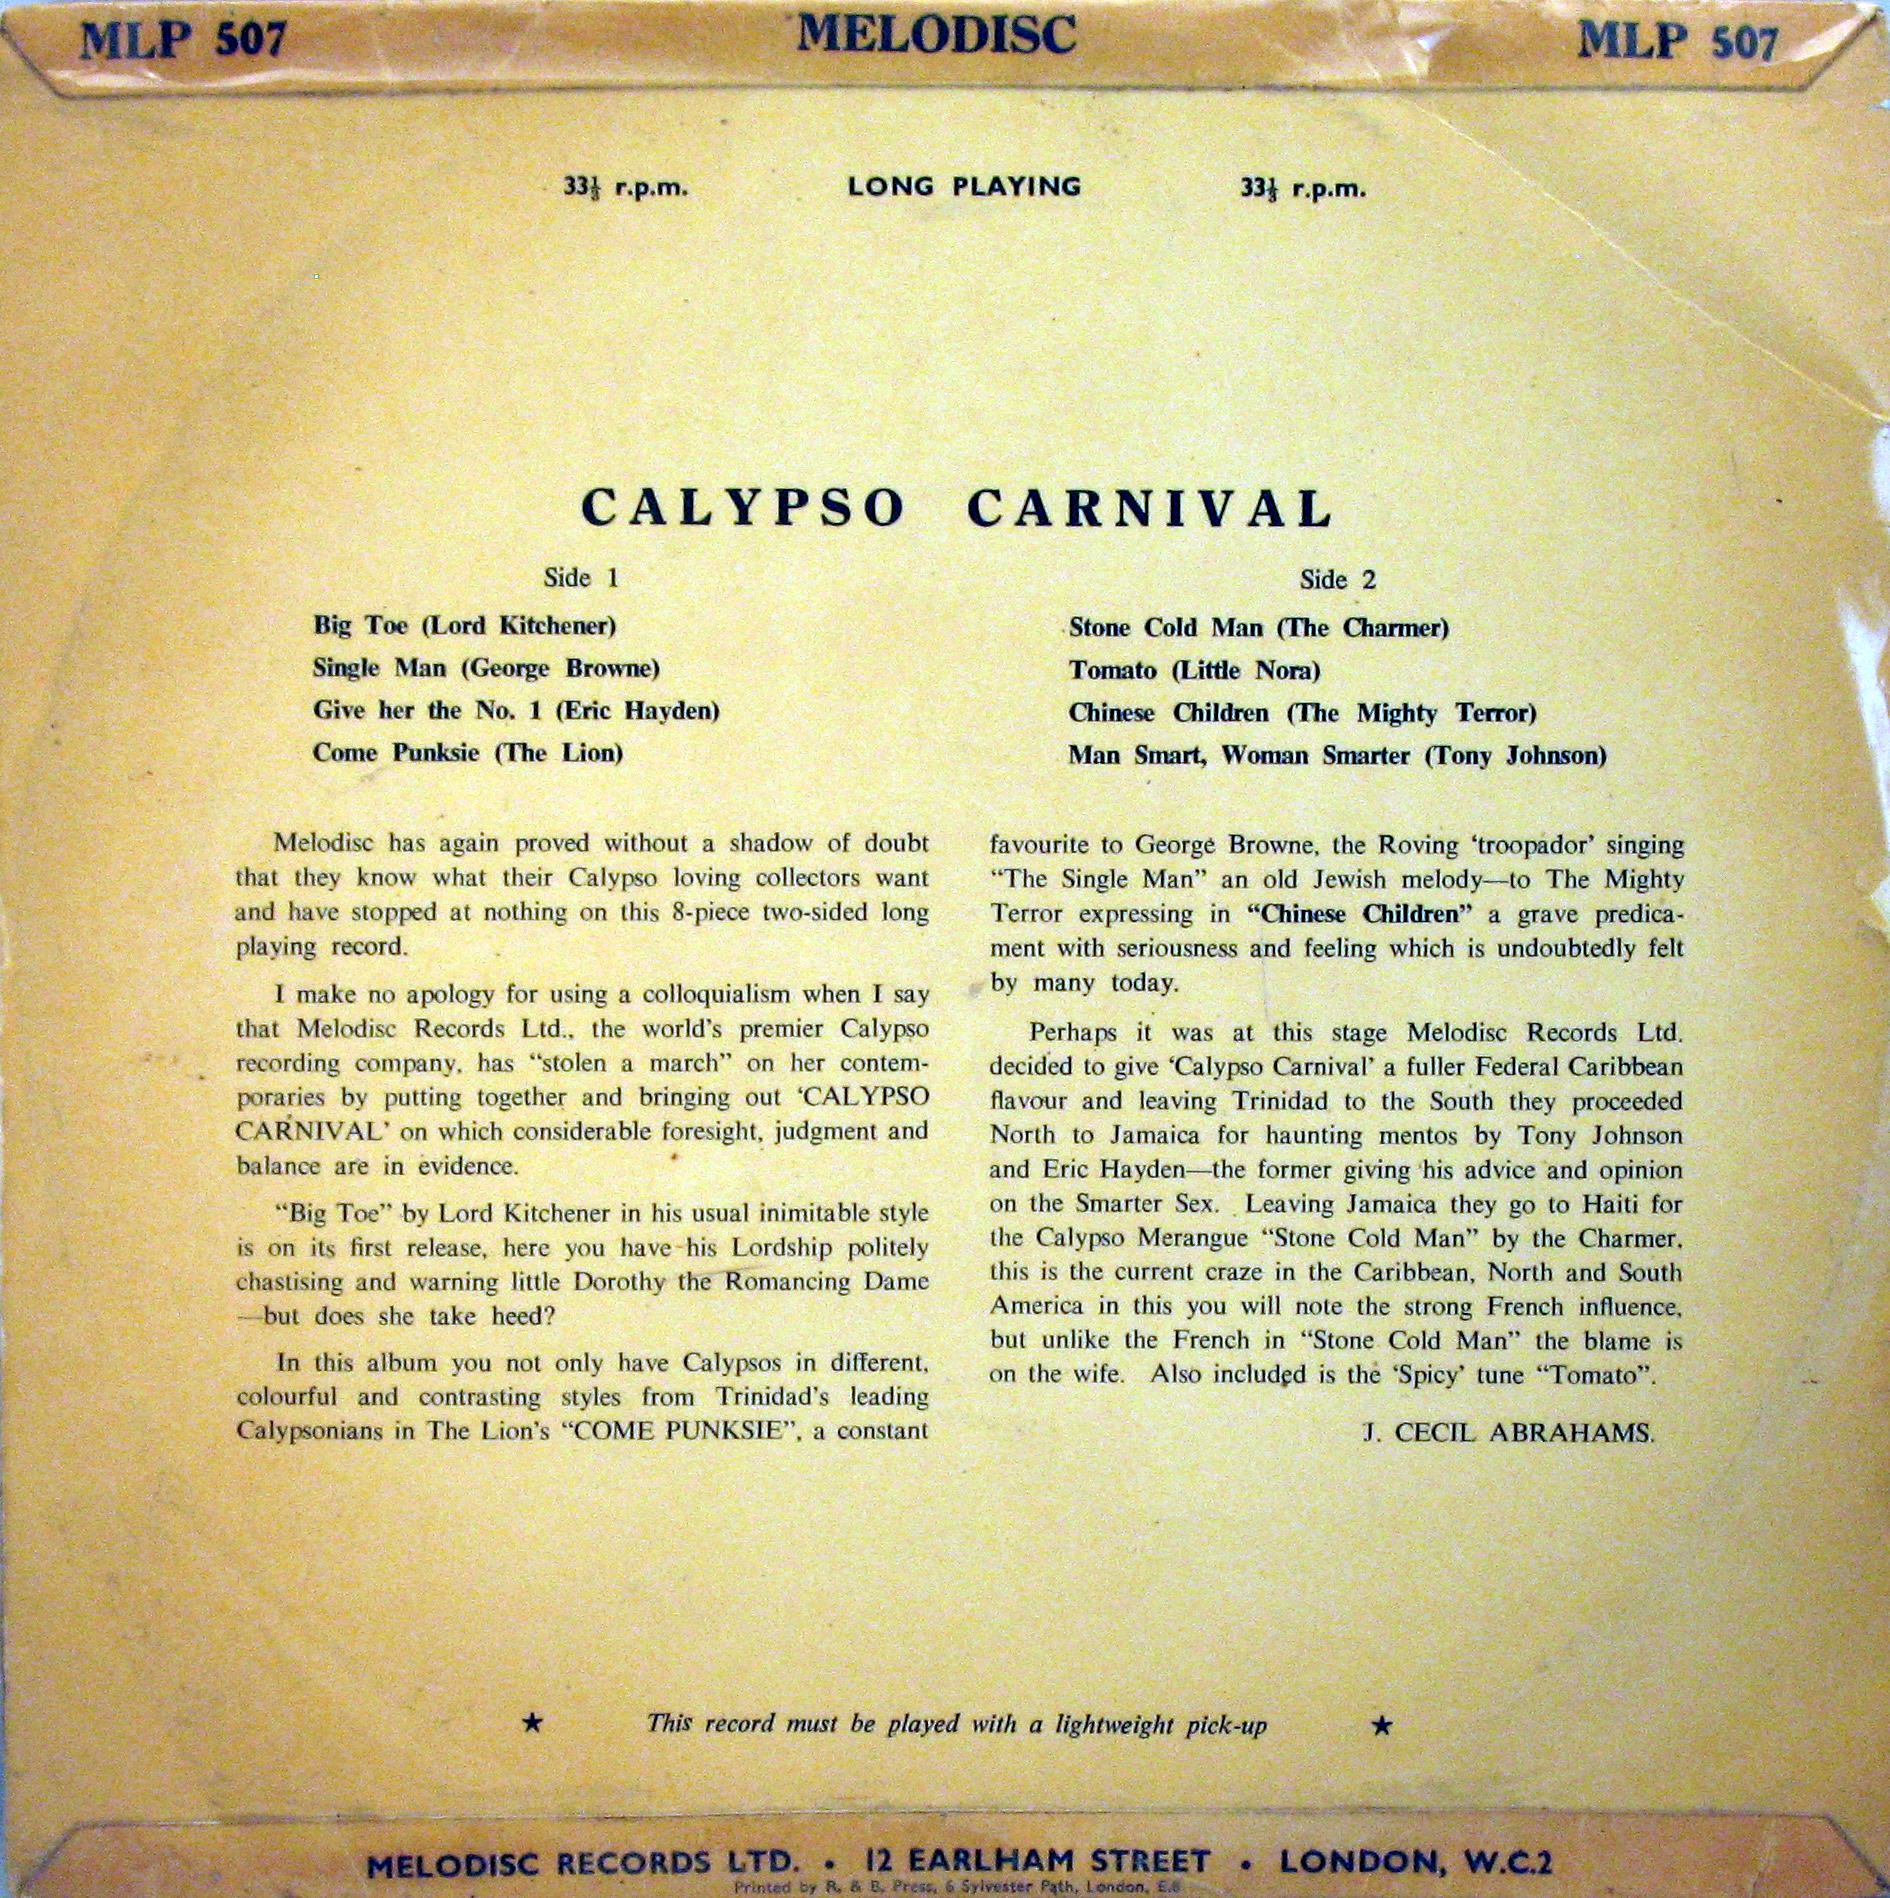 MLP 507 MELODISC MLP 507
33⅓ r.p.m. LONG PLAYING 33⅓ r.p.m.
CALYPSO CARNIVAL
Side 1
Big Toe (Lord Kitchener)
Single Man (George Browne)
Give her the No. 1 (Eric Hayden)
Come Punksie (The Lion)
Side 2
Stone Cold Man (The Charmer)
Tomato (Little Nora)
Chinese Children (The Mighty Terror)
Man Smart, Woman Smarter (Tony Johnson)
Melodisc has again proved without a shadow of doubt
that they know what their Calypso loving collectors want
and have stopped at nothing on this 8-piece two-sided long
playing record.
I make no apology for using a colloquialism when I say
that Melodisc Records Ltd., the world's premier Calypso
recording company, has “stolen a march” on her contem-
poraries by putting together and bringing out ‘CALYPSO
CARNIVAL’ on which considerable foresight, judgment and
balance are in evidence.
“Big Toe” by Lord Kitchener in his usual inimitable style
is on its first release, here you have his Lordship politely
chastising and warning little Dorothy the Romancing Dame
—but does she take heed?
In this album you not only have Calypsos in different,
colourful and contrasting styles from Trinidad's leading
Calypsonians in The Lion's “COME PUNKSIE”, a constant
favourite to George Browne, the Roving ‘troopador’ singing
“The Single Man” an old Jewish melody—to The Mighty
Terror expressing in “Chinese Children” a grave predica-
ment with seriousness and feeling which is undoubtedly felt
by many today.
Perhaps it was at this stage Melodisc Records Ltd.
decided to give ‘Calypso Carnival’ a fuller Federal Caribbean
flavour and leaving Trinidad to the South they proceeded
North to Jamaica for haunting mentos by Tony Johnson
and Eric Hayden—the former giving his advice and opinion
on the Smarter Sex. Leaving Jamaica they go to Haiti for
the Calypso Merangue “Stone Cold Man” by the Charmer,
this is the current craze in the Caribbean, North and South
America in this you will note the strong French influence,
but unlike the French in “Stone Cold Man” the blame is
on the wife. Also included is the ‘Spicy’ tune “Tomato”.
J. CECIL ABRAHAMS.
★ This record must be played with a lightweight pick-up ★
MELODISC RECORDS LTD. • 12 EARLHAM STREET • LONDON, W.C.2
Printed by R. & B. Press, 6 Sylvester Path, London, E.8